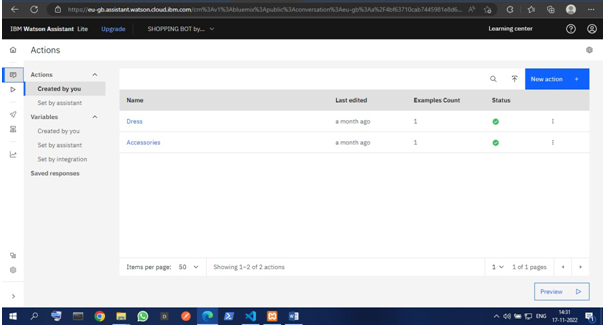 https://eu-gb.assistant.watson.cloud.ibm.com/
IBM Watson Assistant Lite Upgrade SHOPPING BOT by... Learning center
Actions
Actions
Created by you
Set by assistant
Variables
Created by you
Set by assistant
Set by integration
Saved responses
New action +
Name Last edited Examples Count Status
Dress a month ago 1
Accessories a month ago 1
Items per page: 50 Showing 1–2 of 2 actions 1 1 of 1 pages
Preview
ENG 14:31
17-11-2022